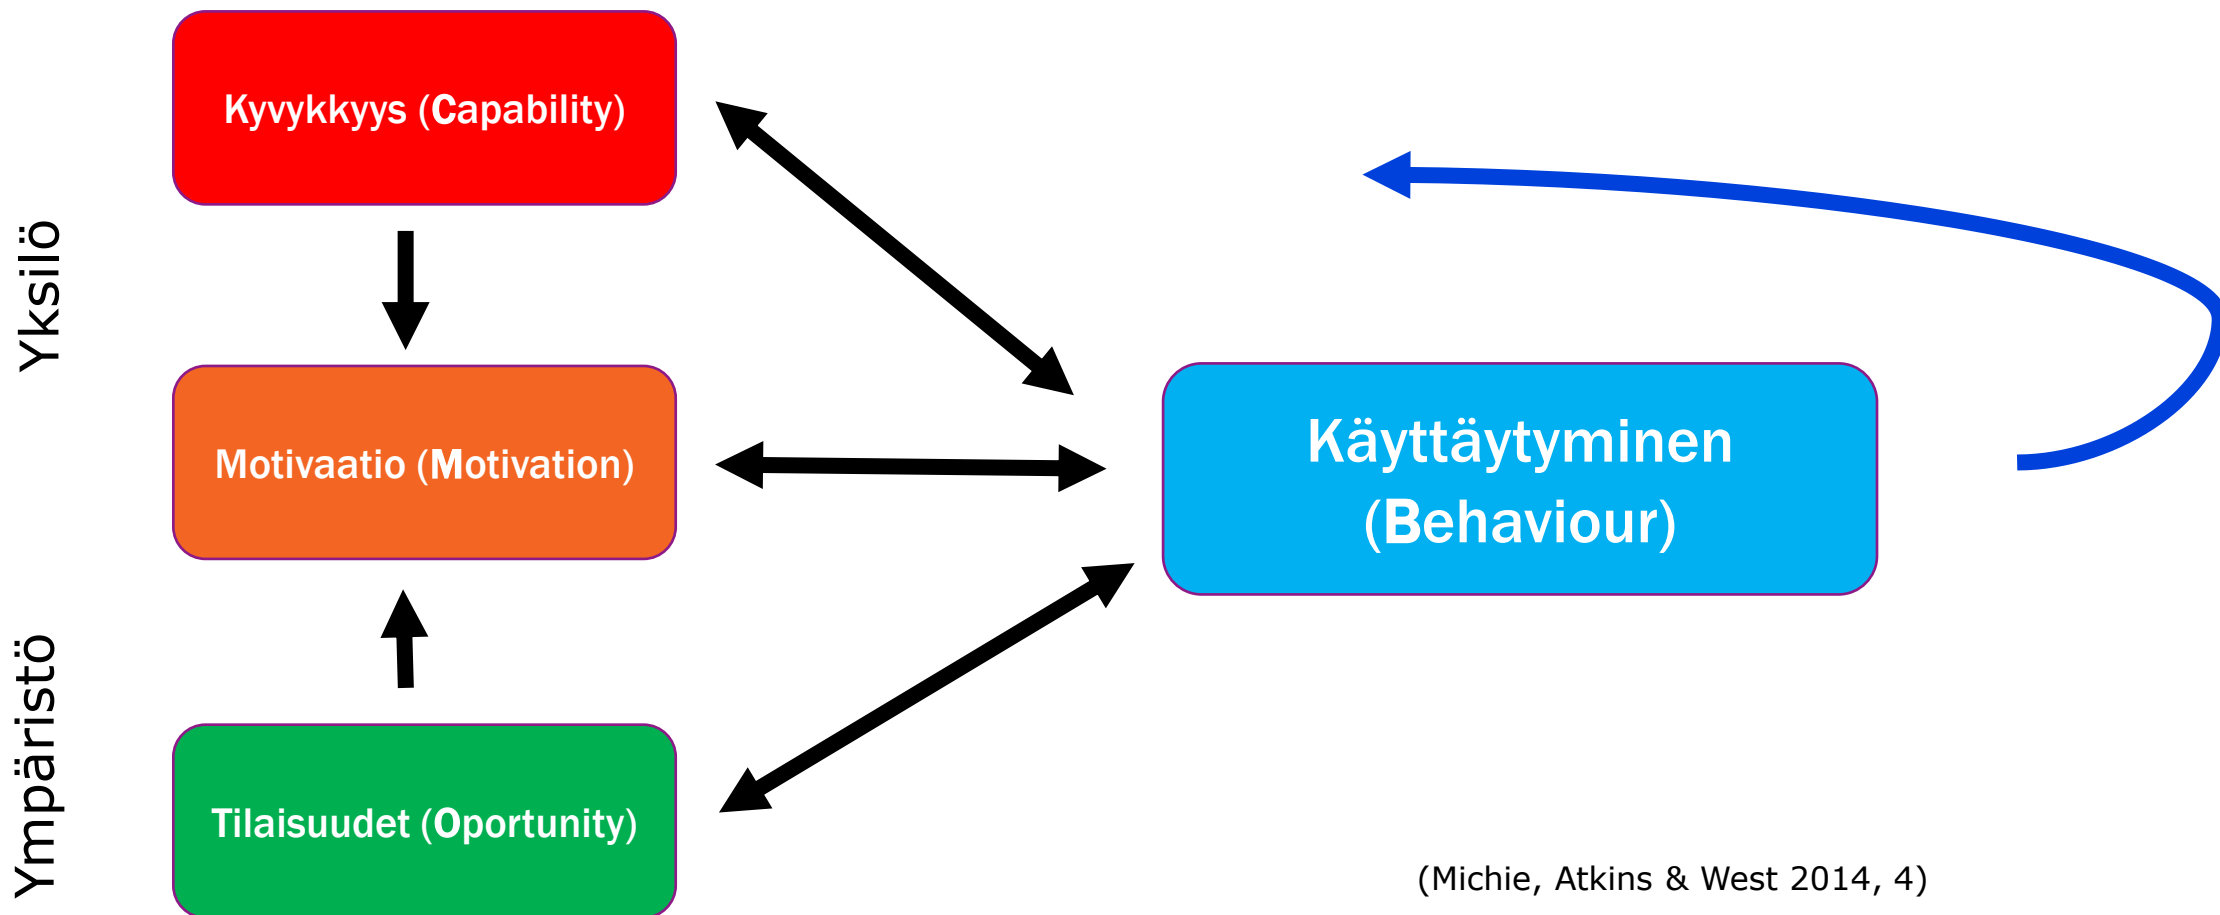 Yksilö
Kyvykkyys (Capability)
Motivaatio (Motivation)
Käyttäytyminen
(Behaviour)
Ympäristö
Tilaisuudet (Oportunity)
(Michie, Atkins & West 2014, 4)